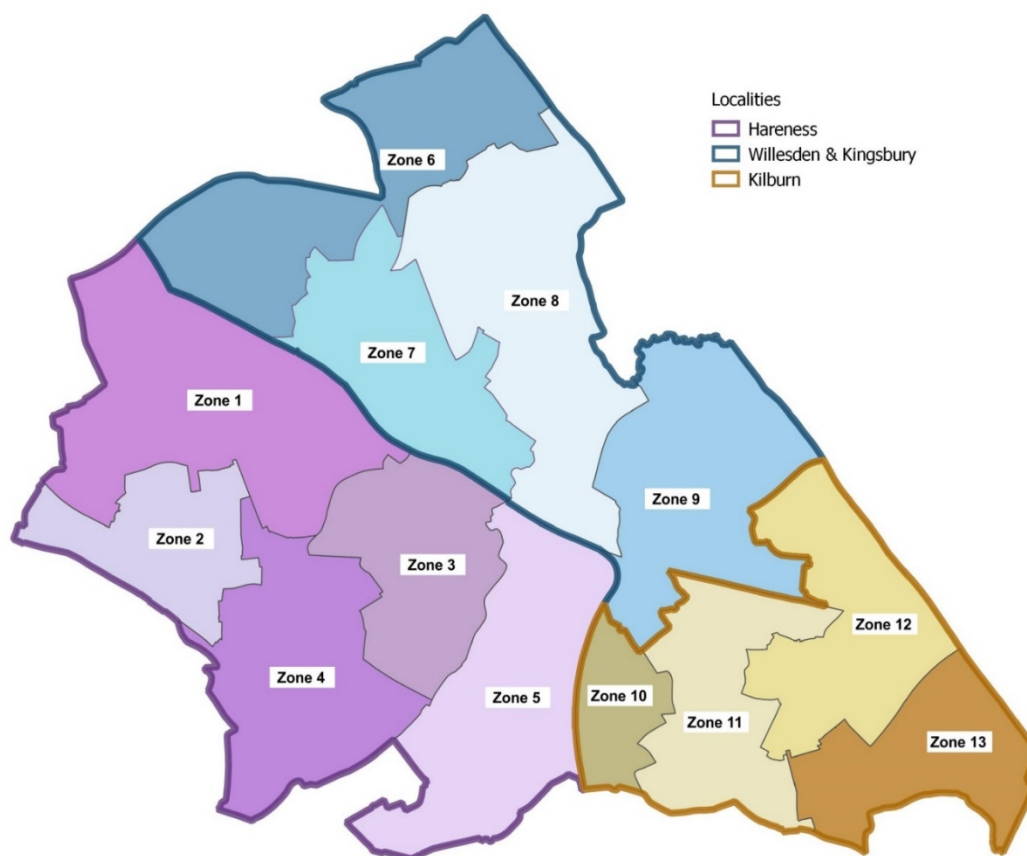 Localities
Hareness
Willesden & Kingsbury
Kilburn
Zone 6
Zone 8
Zone 7
Zone 1
Zone 9
Zone 2
Zone 3
Zone 12
Zone 4
Zone 5
Zone 10
Zone 11
Zone 13